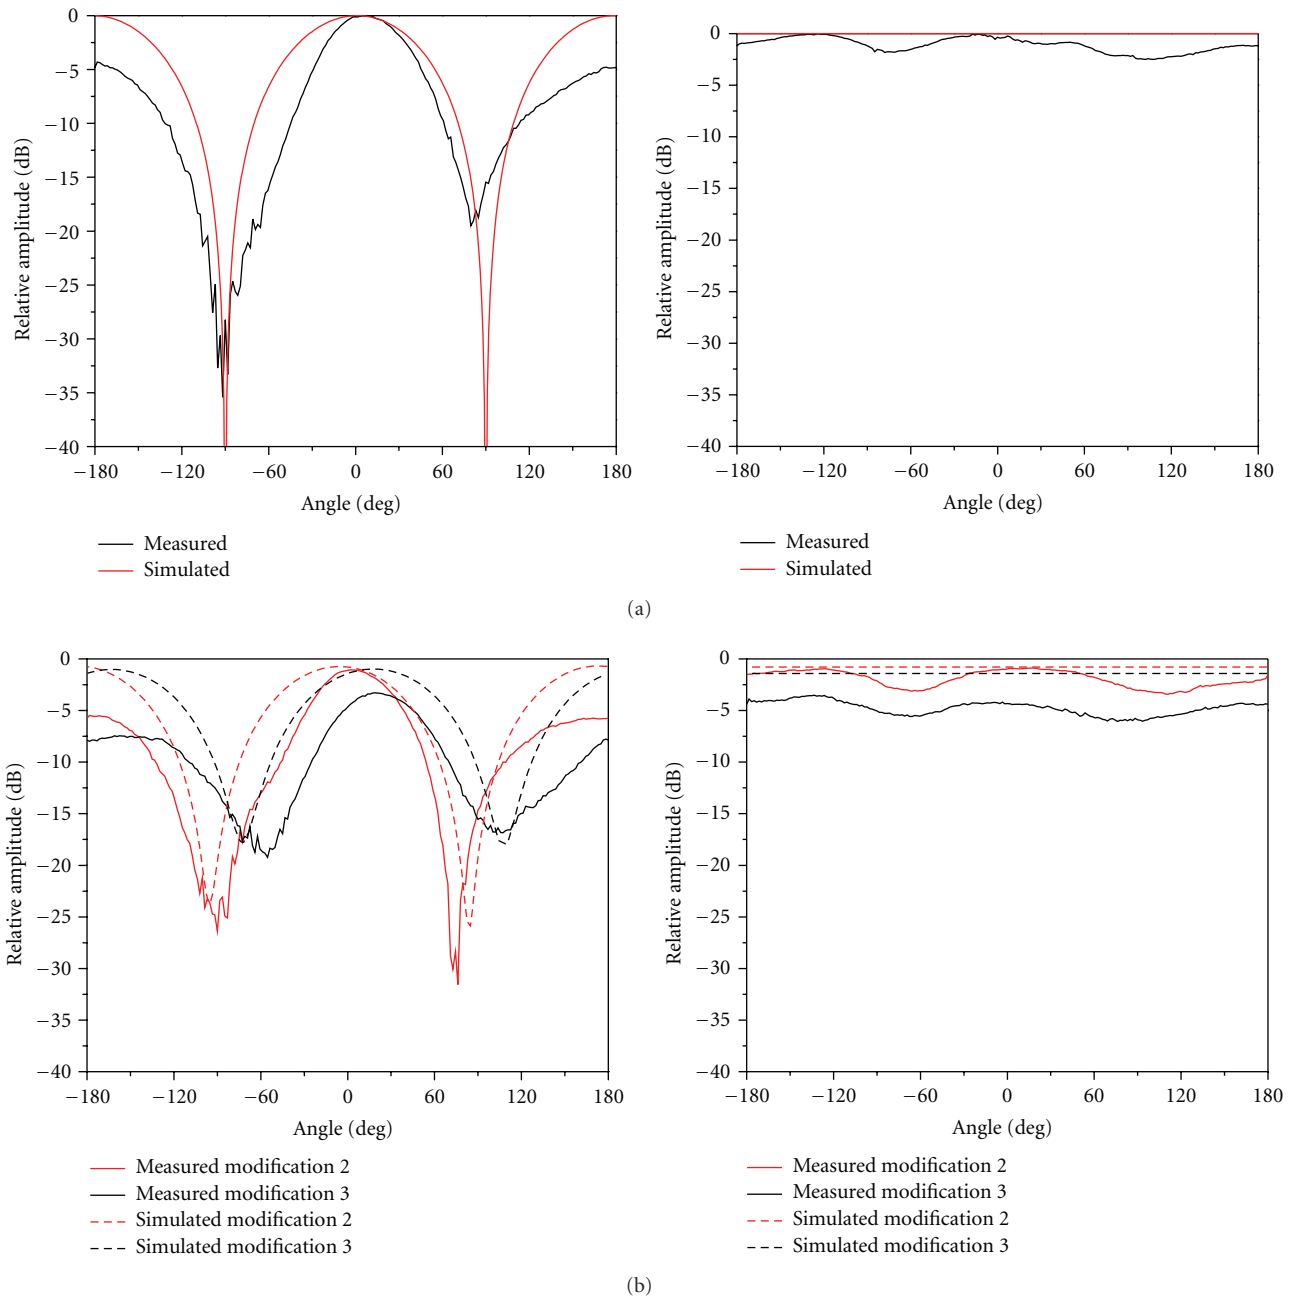 0
−5
−10
−15
−20
−25
−30
−35
−40
Relative amplitude (dB)
−180 −120 −60 0 60 120 180
Angle (deg)
Measured
Simulated
0
−5
−10
−15
−20
−25
−30
−35
−40
Relative amplitude (dB)
−180 −120 −60 0 60 120 180
Angle (deg)
Measured
Simulated
(a)
0
−5
−10
−15
−20
−25
−30
−35
−40
Relative amplitude (dB)
−180 −120 −60 0 60 120 180
Angle (deg)
Measured modification 2
Measured modification 3
Simulated modification 2
Simulated modification 3
0
−5
−10
−15
−20
−25
−30
−35
−40
Relative amplitude (dB)
−180 −120 −60 0 60 120 180
Angle (deg)
Measured modification 2
Measured modification 3
Simulated modification 2
Simulated modification 3
(b)